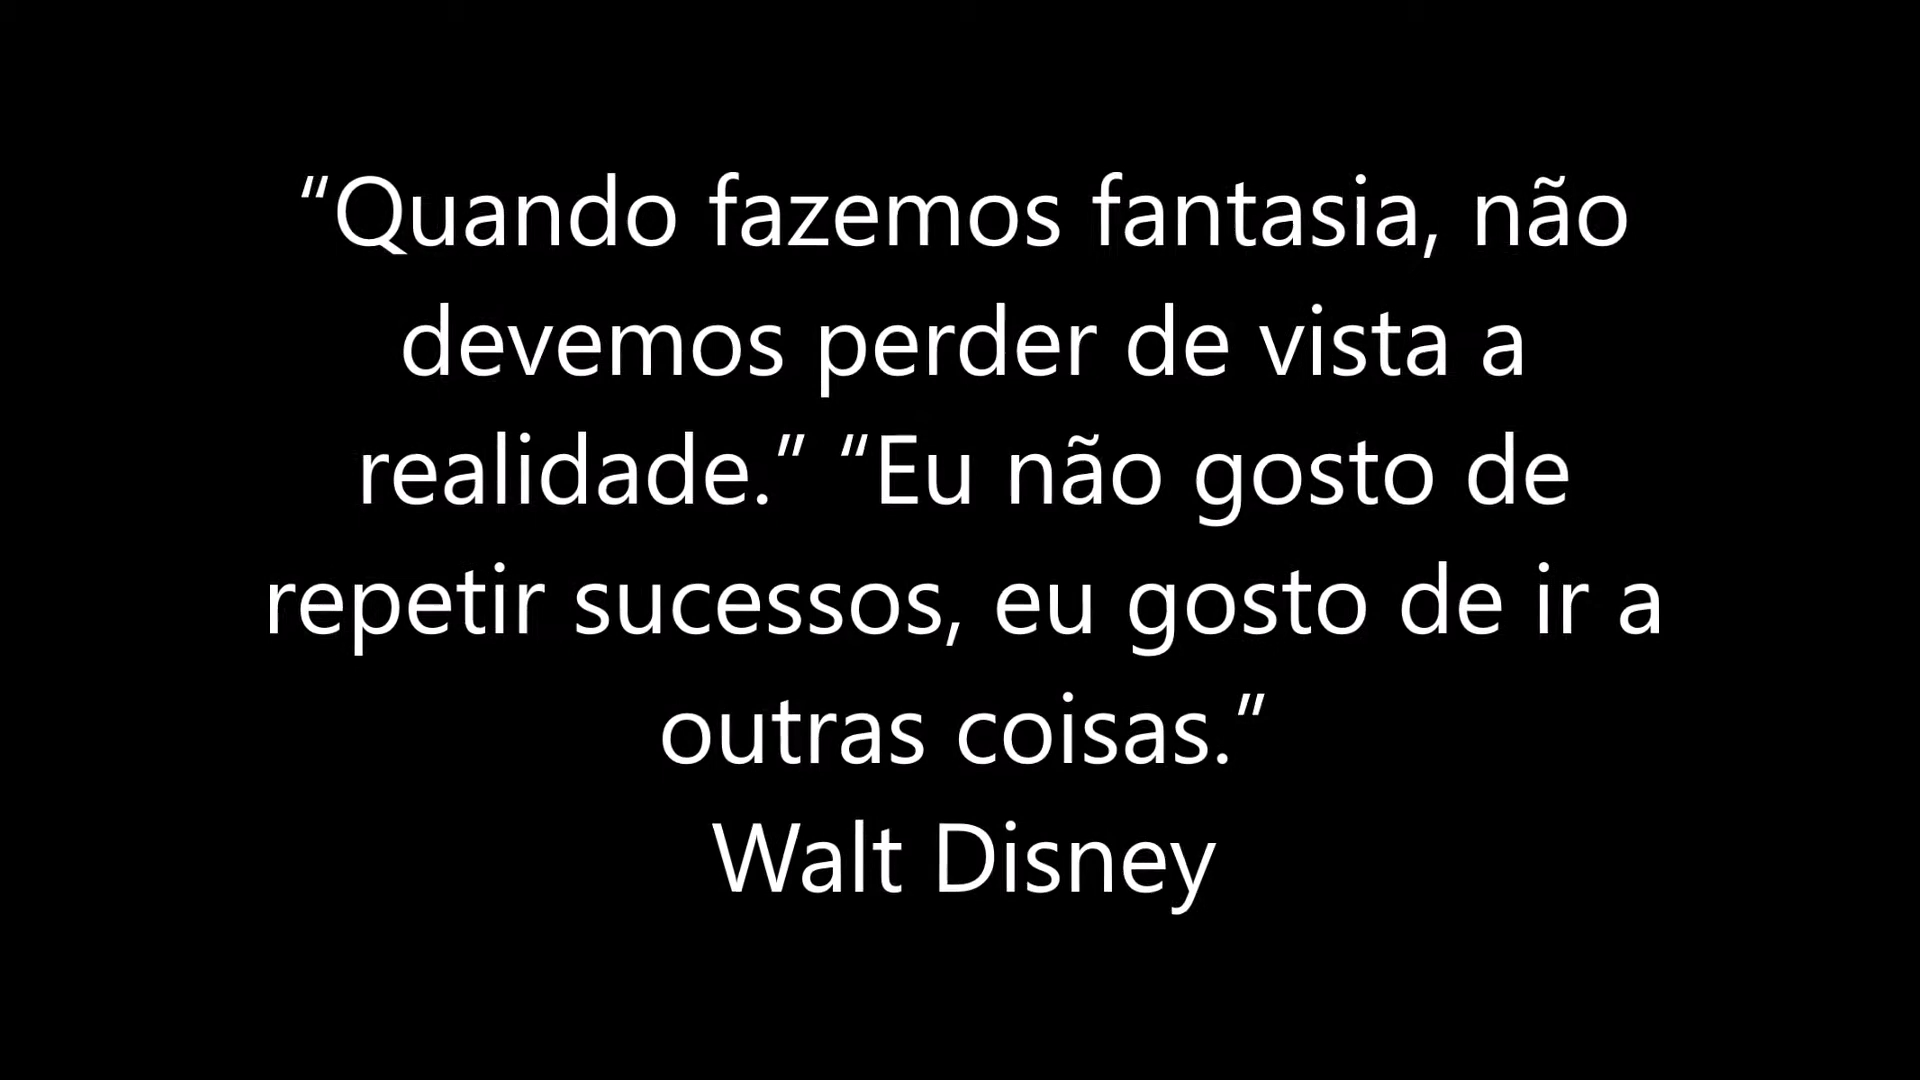 “Quando fazemos fantasia, não
devemos perder de vista a
realidade.” “Eu não gosto de
repetir sucessos, eu gosto de ir a
outras coisas.”
Walt Disney